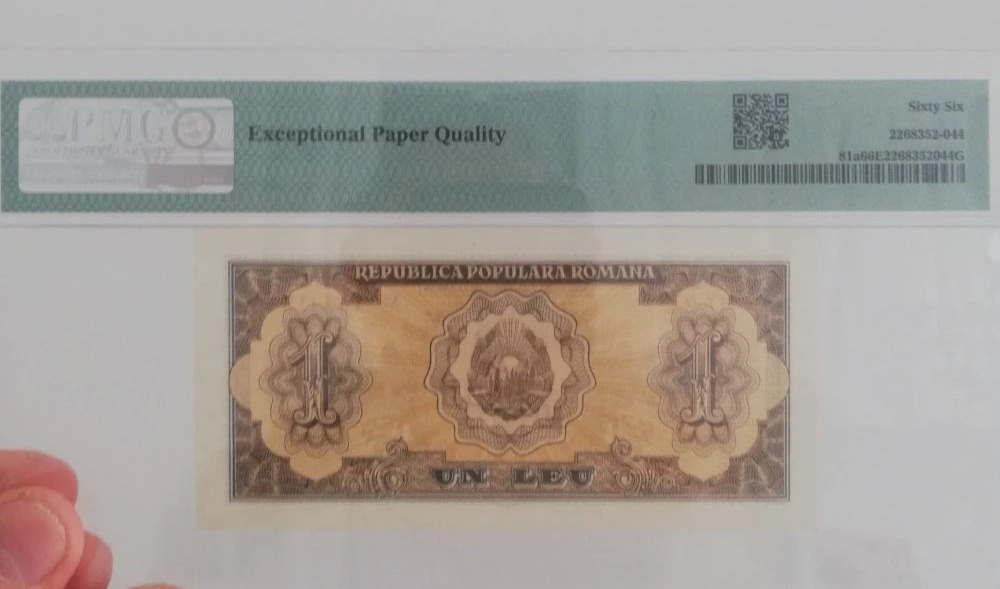 PMG
Exceptional Paper Quality
Sixty Six
2268352-044
81a66E2268352044G
REPUBLICA POPULARA ROMANA
1
1
UN LEU